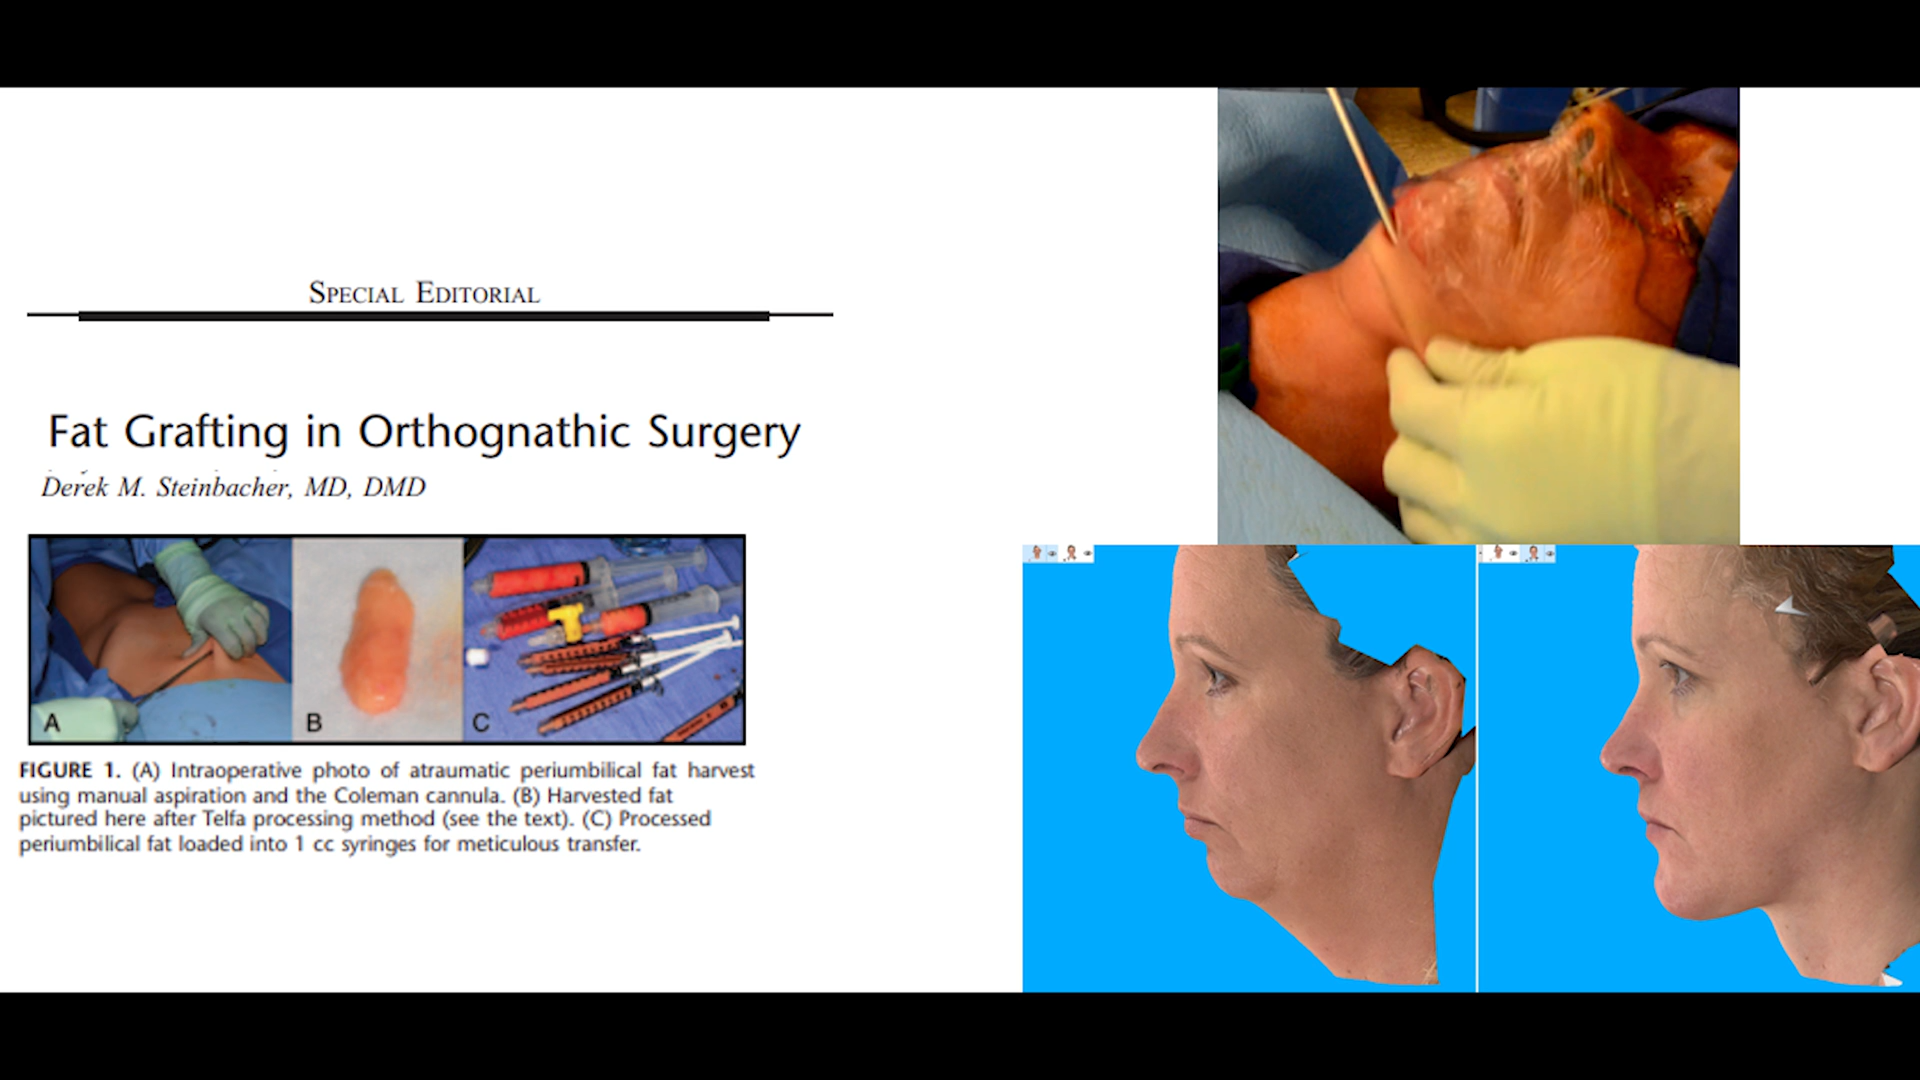 SPECIAL EDITORIAL
Fat Grafting in Orthognathic Surgery
Derek M. Steinbacher, MD, DMD
A
B
C
FIGURE 1. (A) Intraoperative photo of atraumatic periumbilical fat harvest
using manual aspiration and the Coleman cannula. (B) Harvested fat
pictured here after Telfa processing method (see the text). (C) Processed
periumbilical fat loaded into 1 cc syringes for meticulous transfer.